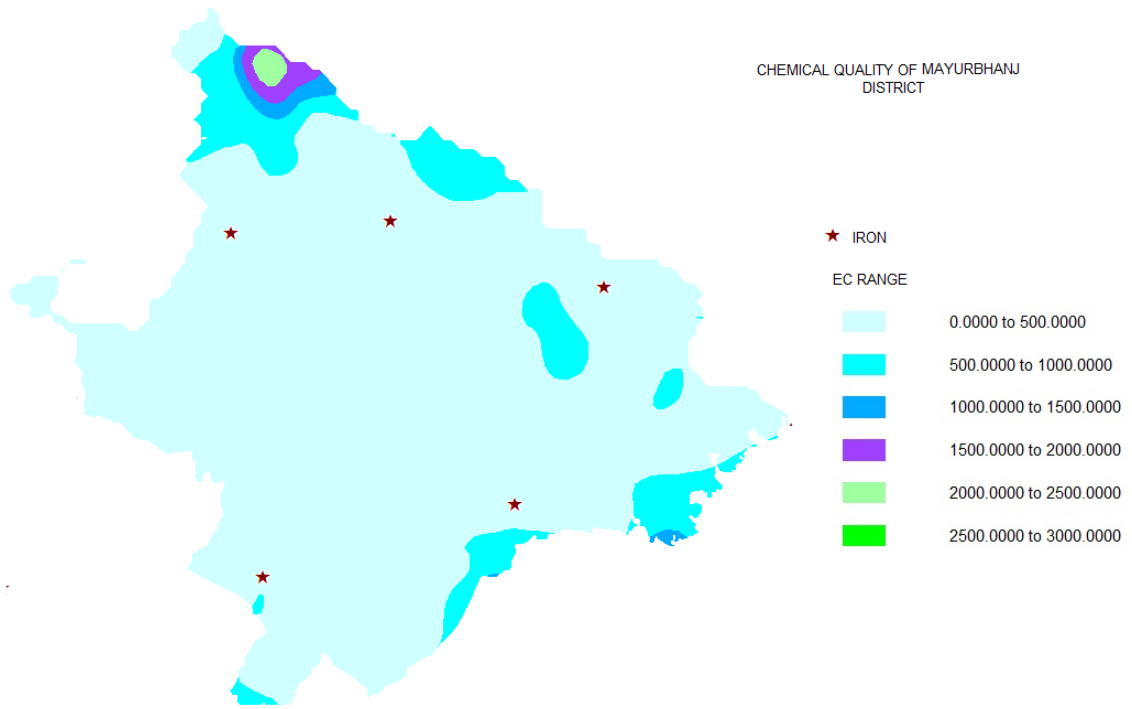 CHEMICAL QUALITY OF MAYURBHANJ
DISTRICT
IRON
EC RANGE
0.0000 to 500.0000
500.0000 to 1000.0000
1000.0000 to 1500.0000
1500.0000 to 2000.0000
2000.0000 to 2500.0000
2500.0000 to 3000.0000